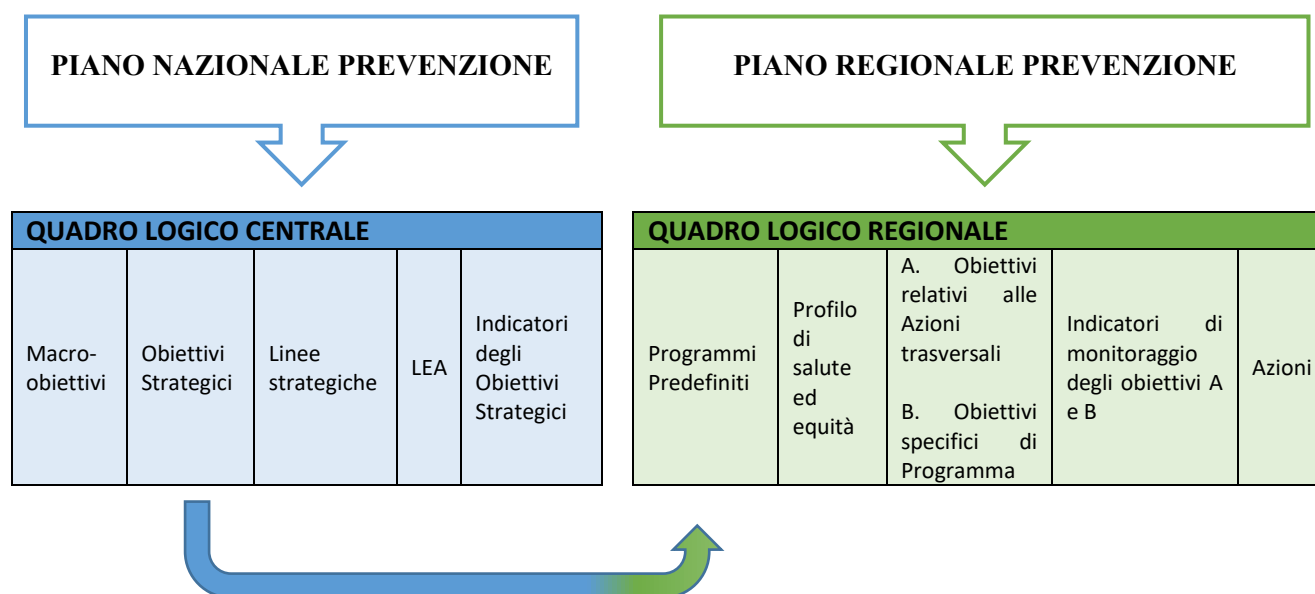 PIANO NAZIONALE PREVENZIONE
PIANO REGIONALE PREVENZIONE
QUADRO LOGICO CENTRALE
Macro-
obiettivi
Obiettivi
Strategici
Linee
strategiche
LEA
Indicatori
degli
Obiettivi
Strategici
QUADRO LOGICO REGIONALE
Programmi
Predefiniti
Profilo
di
salute
ed
equità
A. Obiettivi
relativi alle
Azioni
trasversali
B. Obiettivi
specifici di
Programma
Indicatori di
monitoraggio
degli obiettivi A
e B
Azioni